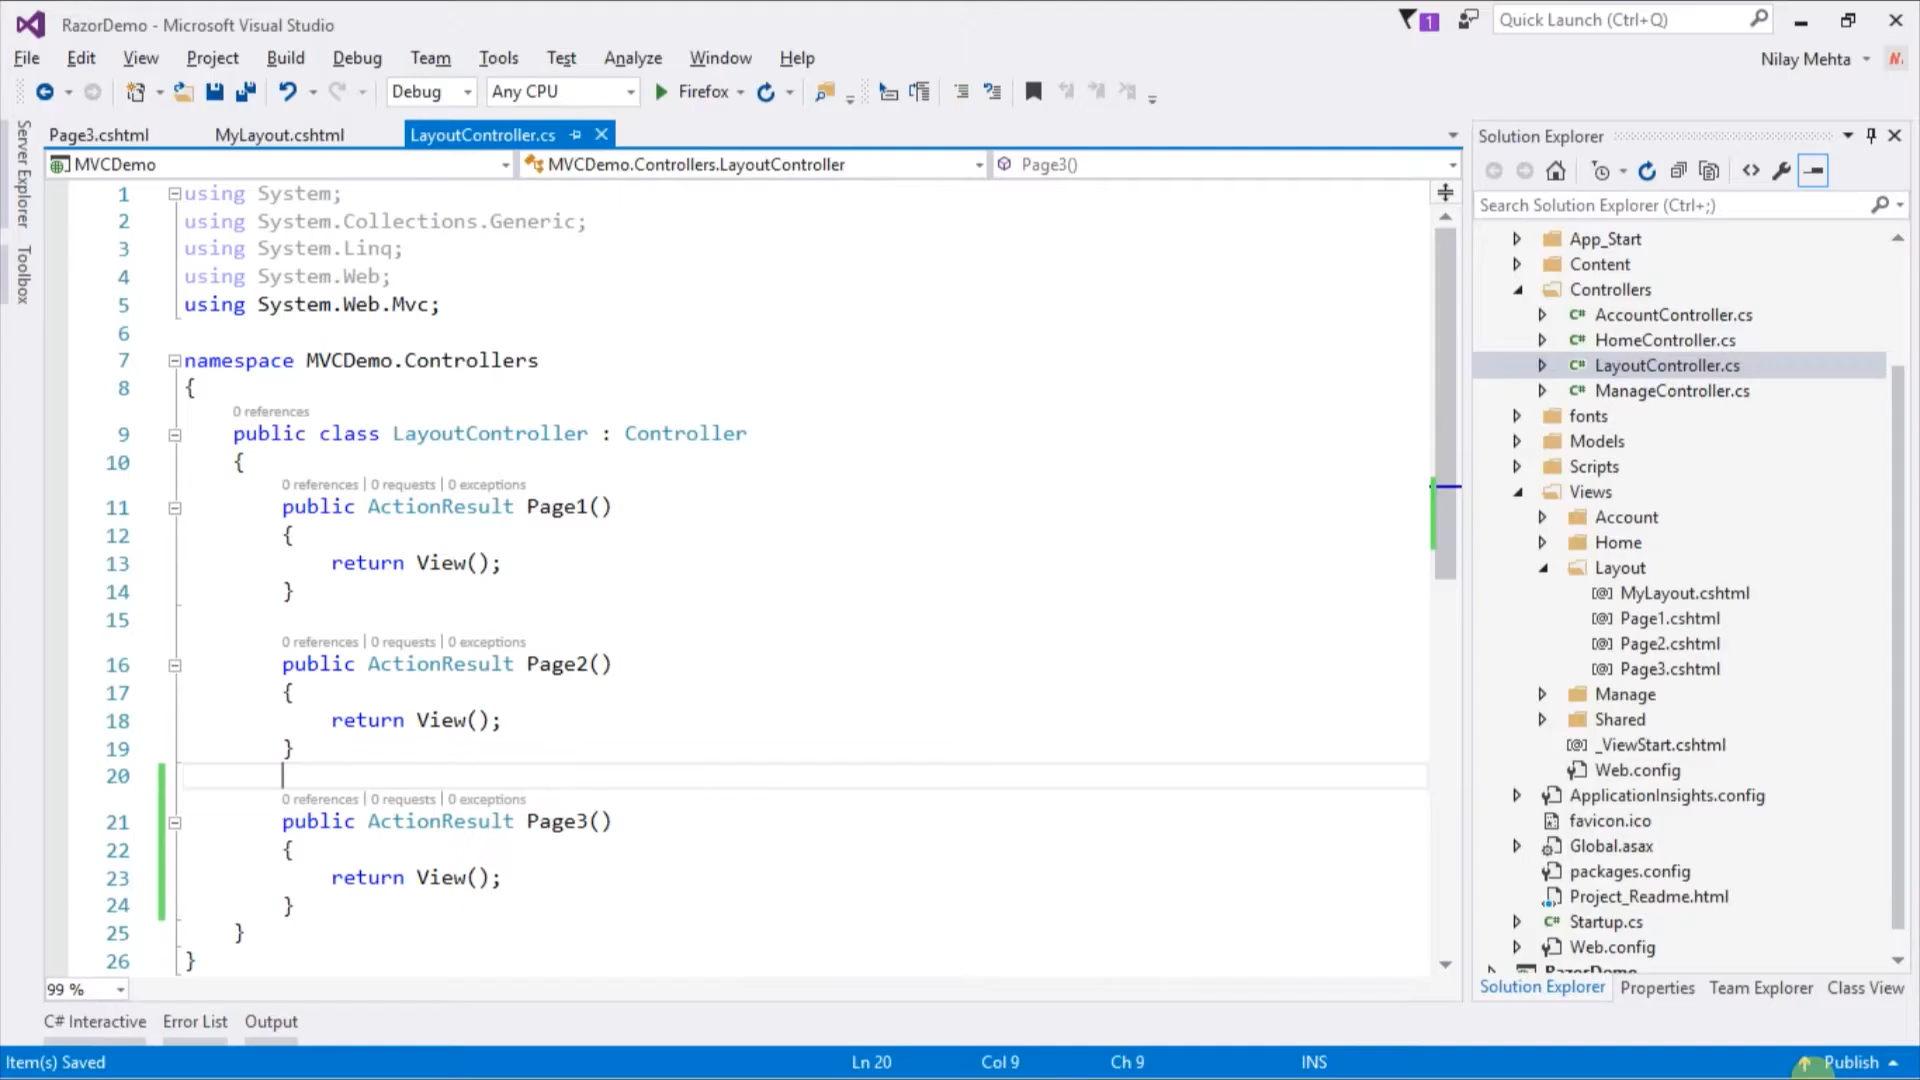 RazorDemo - Microsoft Visual Studio
1
Quick Launch (Ctrl+Q)
File Edit View Project Build Debug Team Tools Test Analyze Window Help
Nilay Mehta
Debug Any CPU Firefox
Server Explorer
Toolbox
Page3.cshtml MyLayout.cshtml LayoutController.cs
MVCDemo MVCDemo.Controllers.LayoutController Page3()
1 using System;
2 using System.Collections.Generic;
3 using System.Linq;
4 using System.Web;
5 using System.Web.Mvc;
6
7 namespace MVCDemo.Controllers
8 {
0 references
9 public class LayoutController : Controller
10 {
0 references | 0 requests | 0 exceptions
11 public ActionResult Page1()
12 {
13 return View();
14 }
15
0 references | 0 requests | 0 exceptions
16 public ActionResult Page2()
17 {
18 return View();
19 }
20
0 references | 0 requests | 0 exceptions
21 public ActionResult Page3()
22 {
23 return View();
24 }
25 }
26 }
99 %
C# Interactive Error List Output
Solution Explorer
Search Solution Explorer (Ctrl+;)
App_Start
Content
Controllers
C# AccountController.cs
C# HomeController.cs
C# LayoutController.cs
C# ManageController.cs
fonts
Models
Scripts
Views
Account
Home
Layout
[@] MyLayout.cshtml
[@] Page1.cshtml
[@] Page2.cshtml
[@] Page3.cshtml
Manage
Shared
[@] _ViewStart.cshtml
Web.config
ApplicationInsights.config
favicon.ico
Global.asax
packages.config
Project_Readme.html
C# Startup.cs
Web.config
RazorDemo
Solution Explorer Properties Team Explorer Class View
Item(s) Saved Ln 20 Col 9 Ch 9 INS Publish